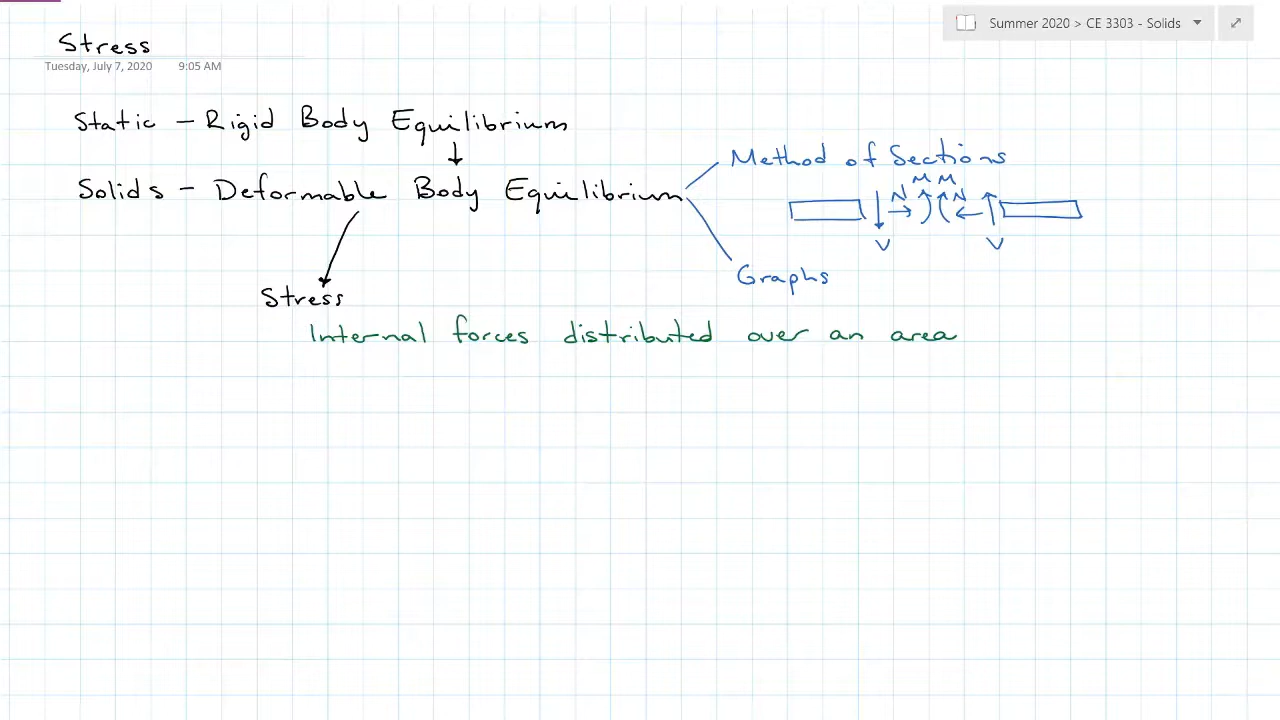 Summer 2020 > CE 3303 - Solids
Stress
Tuesday, July 7, 2020 9:05 AM
Static - Rigid Body Equilibrium
Method of Sections
Solids - Deformable Body Equilibrium
M M
N N
V V
Graphs
Stress
Internal forces distributed over an area